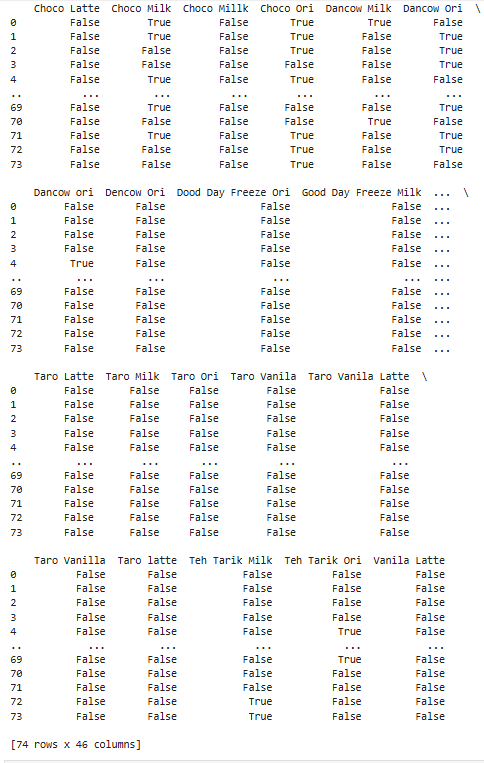 Choco Latte  Choco Milk  Choco Millk  Choco Ori  Dancow Milk  Dancow Ori  \
0        False        True        False       True         True       False
1        False        True        False       True        False        True
2        False       False        False       True        False        True
3        False       False        False      False        False        True
4        False        True        False       True         True       False
..         ...         ...          ...        ...          ...         ...
69       False        True        False      False        False        True
70       False       False        False      False         True       False
71       False        True        False       True        False        True
72       False       False        False       True        False        True
73       False       False        False       True        False       False
   Dancow ori  Dencow Ori  Dood Day Freeze Ori  Good Day Freeze Milk  ...  \
0       False       False                False                 False  ...
1       False       False                False                 False  ...
2       False       False                False                 False  ...
3       False       False                False                 False  ...
4        True       False                False                 False  ...
..        ...         ...                  ...                   ...  ...
69      False       False                False                 False  ...
70      False       False                False                 False  ...
71      False       False                False                 False  ...
72      False       False                False                 False  ...
73      False       False                False                 False  ...
   Taro Latte  Taro Milk  Taro Ori  Taro Vanila  Taro Vanila Latte  \
0       False      False     False        False              False
1       False      False     False        False              False
2       False      False     False        False              False
3       False      False     False        False              False
4       False      False     False        False              False
..        ...        ...       ...          ...                ...
69      False      False     False        False              False
70      False      False     False        False              False
71      False      False     False        False              False
72      False      False     False        False              False
73      False      False     False        False              False
   Taro Vanilla  Taro latte  Teh Tarik Milk  Teh Tarik Ori  Vanila Latte
0         False       False           False          False         False
1         False       False           False          False         False
2         False       False           False          False         False
3         False       False           False          False         False
4         False       False           False           True         False
..          ...         ...             ...            ...           ...
69        False       False           False           True         False
70        False       False           False          False         False
71        False       False           False          False         False
72        False       False            True          False         False
73        False       False            True          False         False
[74 rows x 46 columns]